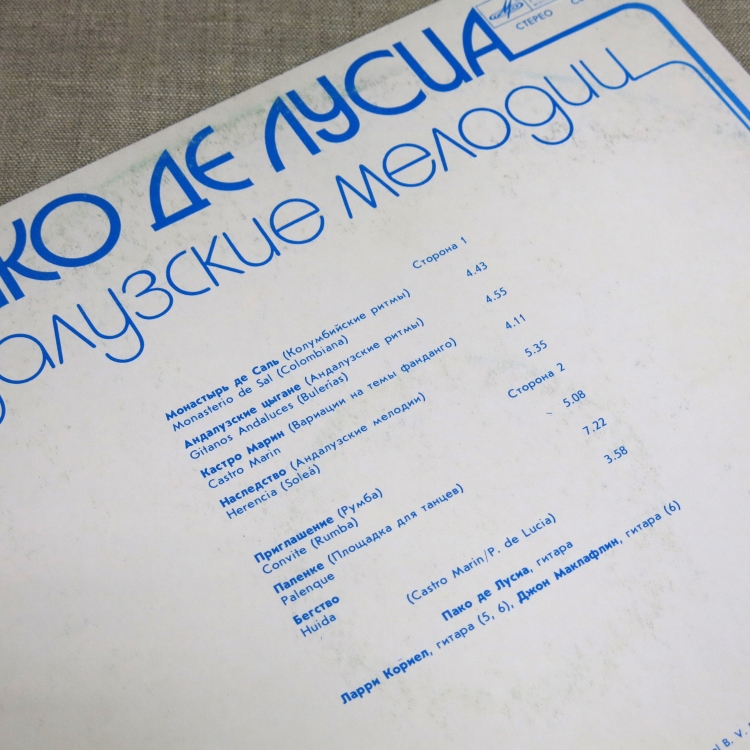 ПАКО ДЕ ЛУСИА
СТЕРЕО
андалузские мелодии
Сторона 1
Монастырь де Саль (Колумбийские ритмы) 4.43
Monasterio de Sal (Colombiana)
Андалузские цыгане (Андалузские ритмы) 4.55
Gitanos Andaluces (Bulerías)
Кастро Марин (Вариации на темы фанданго) 4.11
Castro Marin
Наследство (Андалузские мелодии) 5.35
Herencia (Soleá)
Сторона 2
Приглашение (Румба) 5.08
Convite (Rumba)
Паленке (Площадка для танцев) 7.22
Palenque
Бегство 3.58
Huida
(Castro Marin/P. de Lucia)
Пако де Лусиа, гитара
Ларри Кориел, гитара (5, 6), Джон Маклафлин, гитара (6)
B. V.